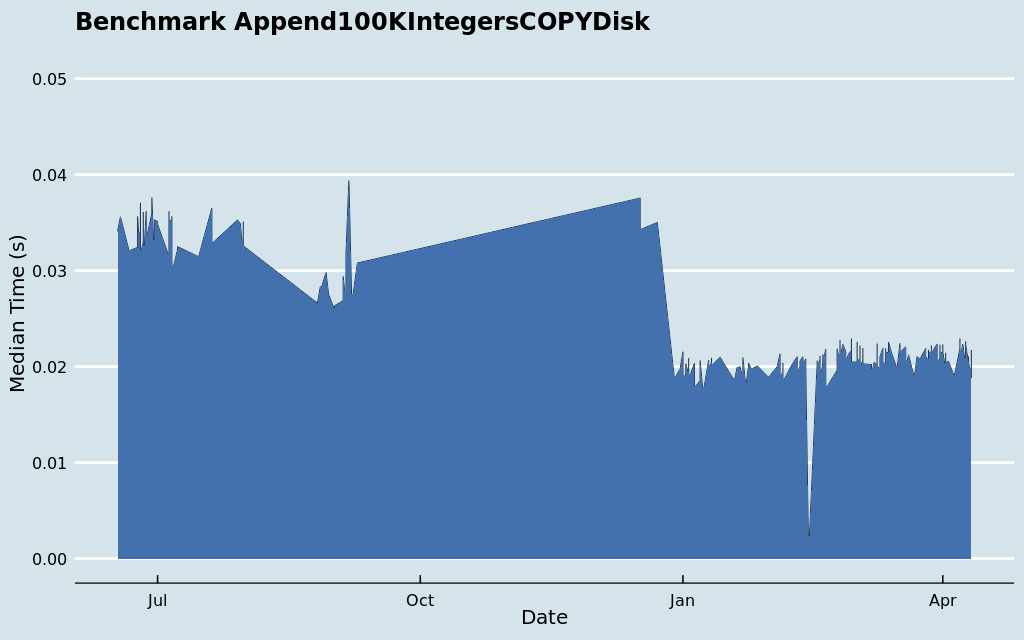 Benchmark Append100KIntegersCOPYDisk
0.05
0.04
0.03
0.02
0.01
0.00
Median Time (s)
Jul
Oct
Jan
Apr
Date